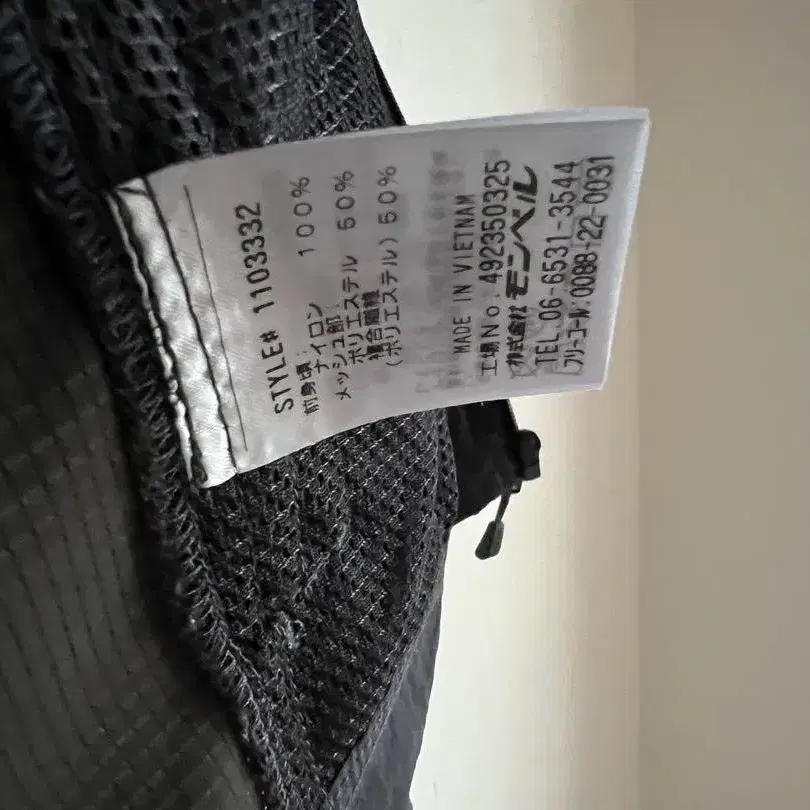 STYLE# 1103332
前身頃:
ナイロン 100%
メッシュ部:
ポリエステル 50%
複合繊維
(ポリエステル) 50%
MADE IN VIETNAM
工場No.:492350325
株式会社 モンベル
TEL.06-6531-3544
フリーコール:0088-22-0031